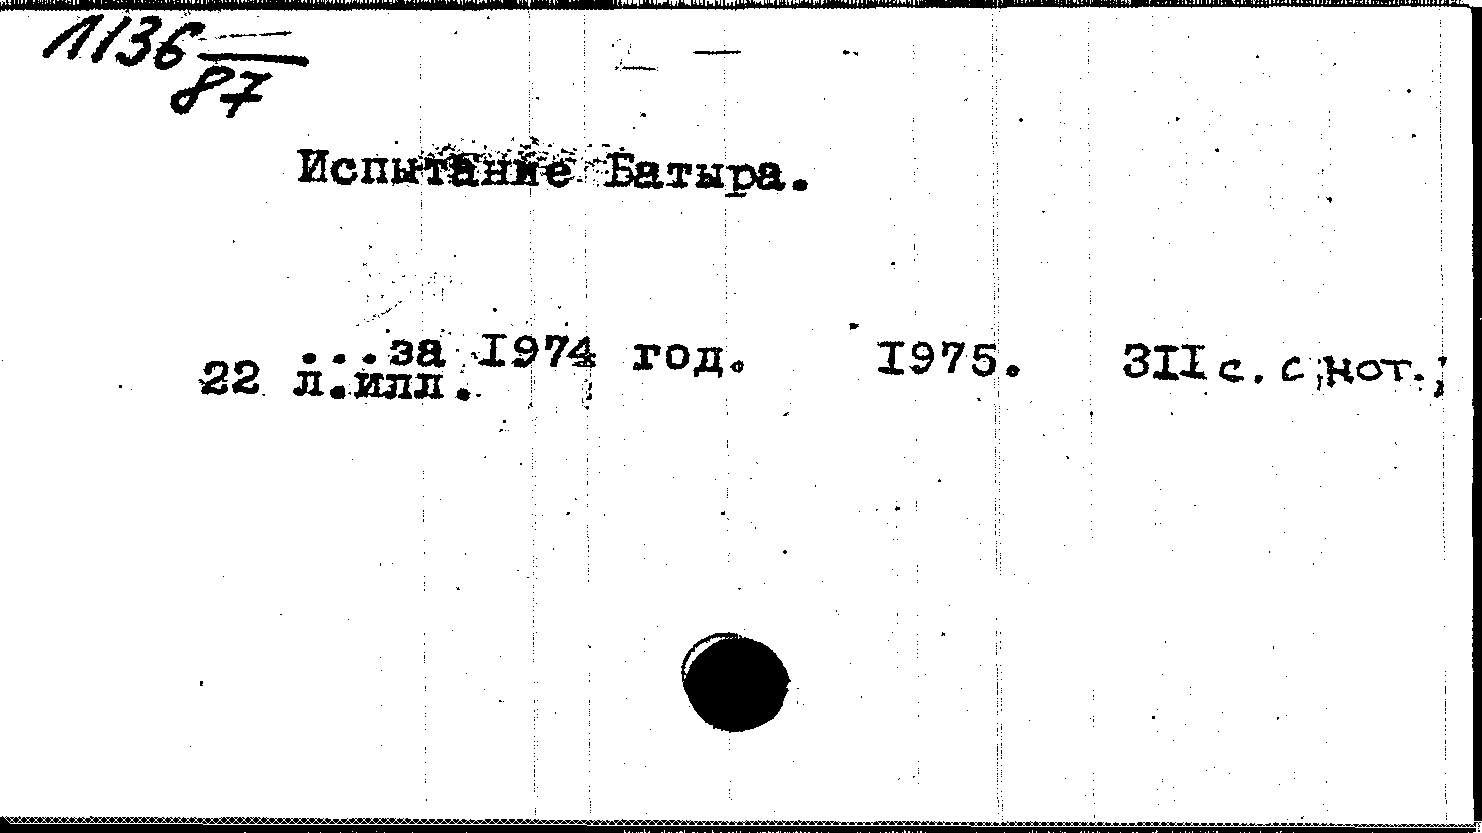 1136
87
Испытание Батыра.
...за 1974 год. 1975. 311 с. с нот.;
22 л.илл.